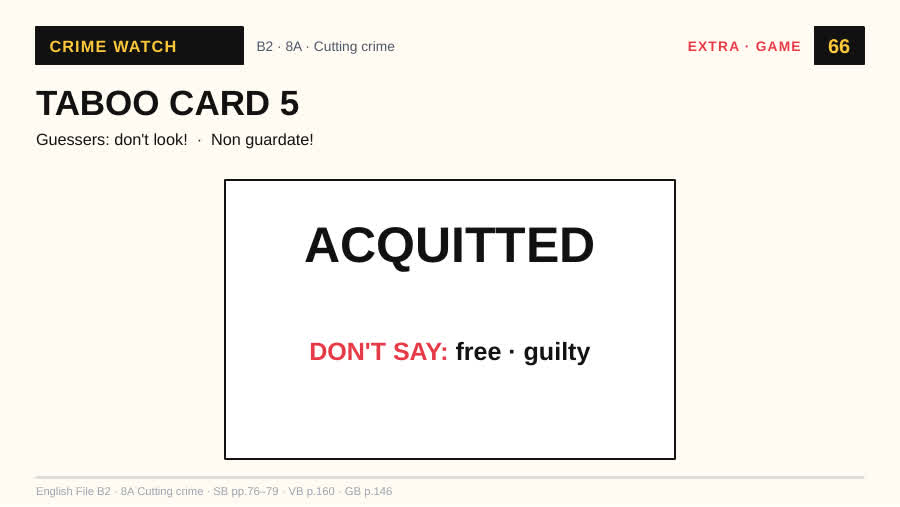 CRIME WATCH
B2 · 8A · Cutting crime
EXTRA · GAME
66
TABOO CARD 5
Guessers: don't look! · Non guardate!
ACQUITTED
DON'T SAY: free · guilty
English File B2 · 8A Cutting crime · SB pp.76–79 · VB p.160 · GB p.146